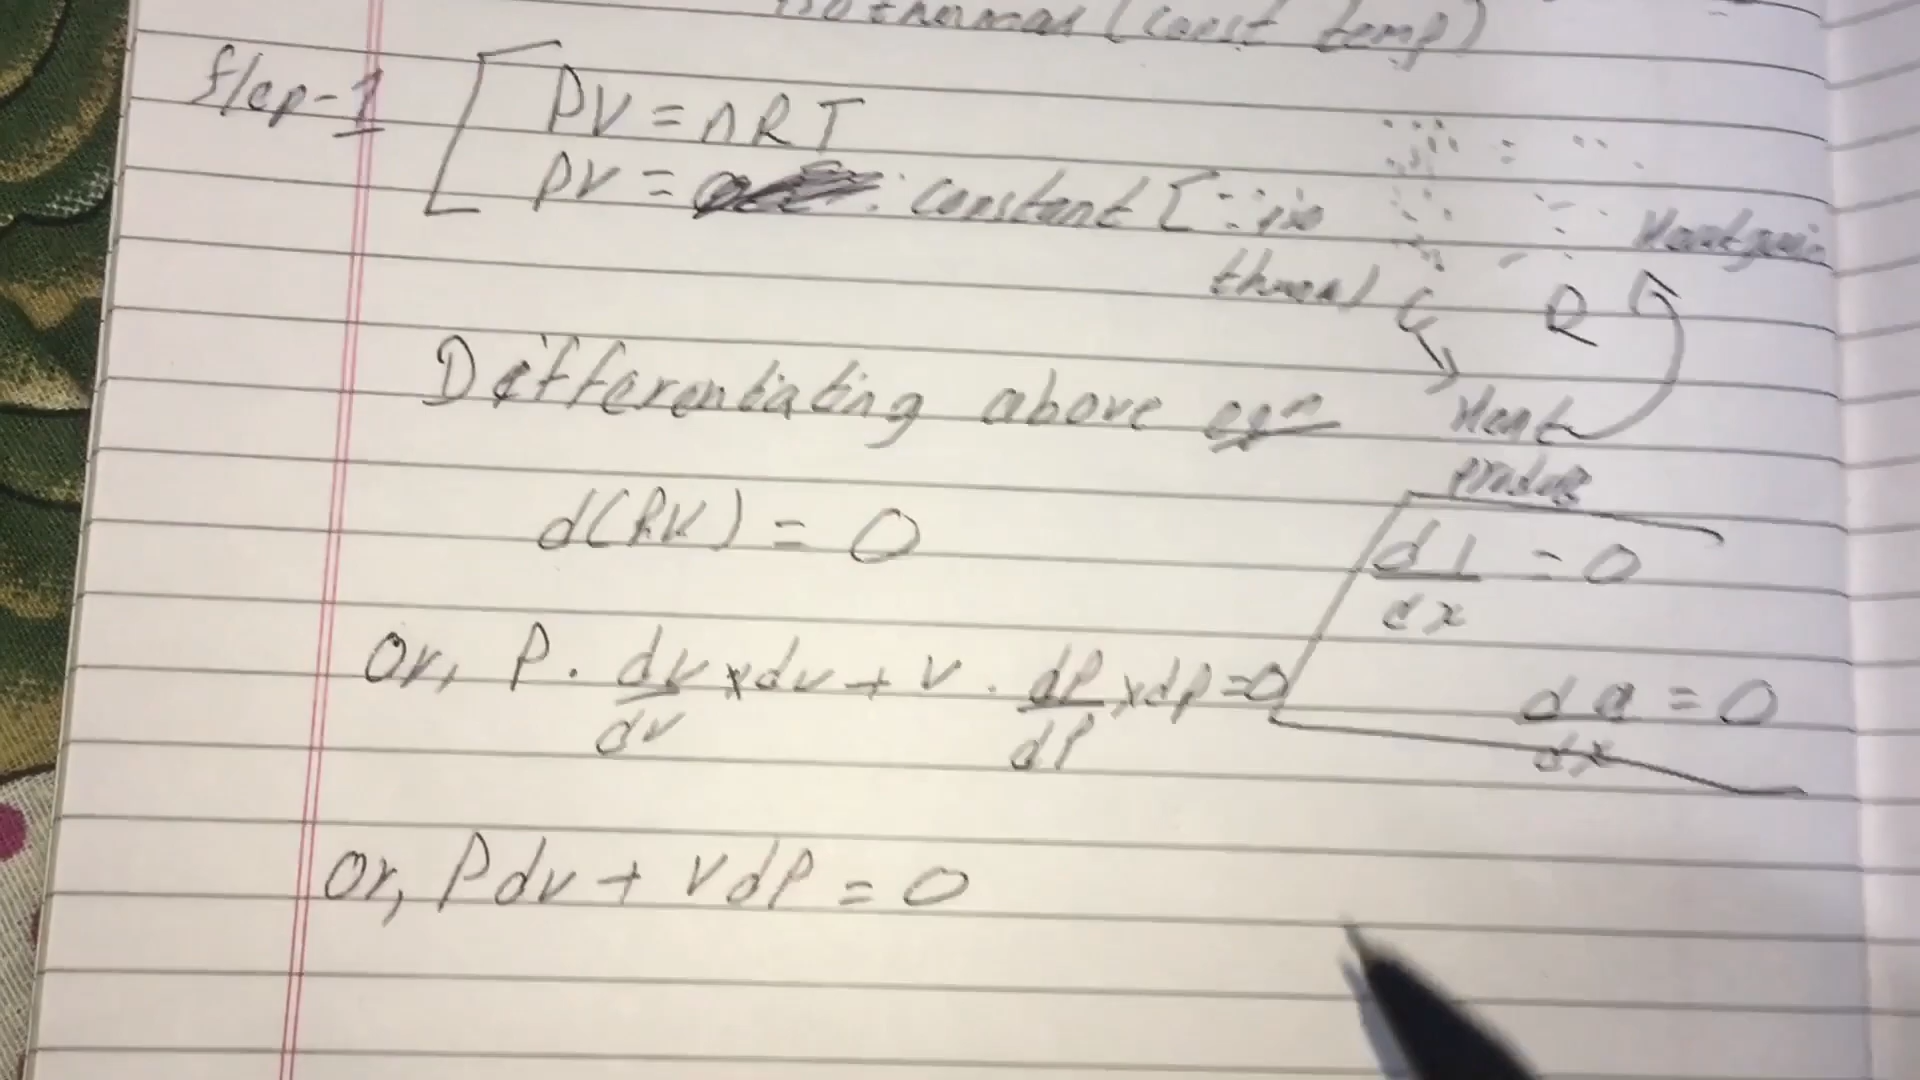 isothermal (const temp)
Step-1
PV = nRT
PV = : constant [∵ iso
thermal
Heat gain
C R
Heat
produce
Differentiating above eqn
d(PV) = 0
d1/dx = 0
or, P. dv/dv x dv + v . dP/dP x dp = 0
da/dx = 0
or, Pdv + vdP = 0